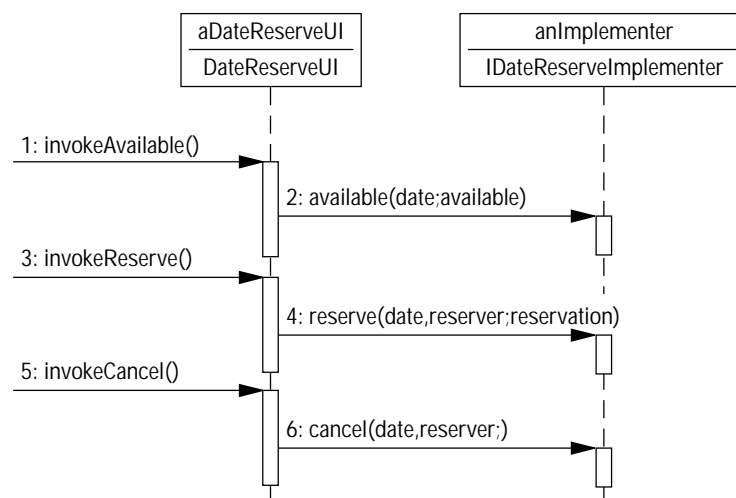 aDateReserveUI
DateReserveUI
anImplementer
IDateReserveImplementer
1: invokeAvailable()
2: available(date;available)
3: invokeReserve()
4: reserve(date,reserver;reservation)
5: invokeCancel()
6: cancel(date,reserver;)